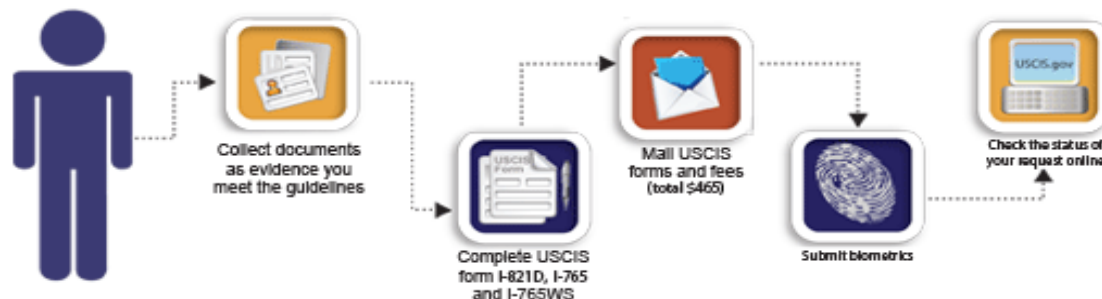 Collect documents
as evidence you
meet the guidelines
USCIS
Form
Complete USCIS
form I-821D, I-765
and I-765WS
Mail USCIS
forms and fees
(total $465)
Submit biometrics
USCIS.gov
Check the status of
your request online